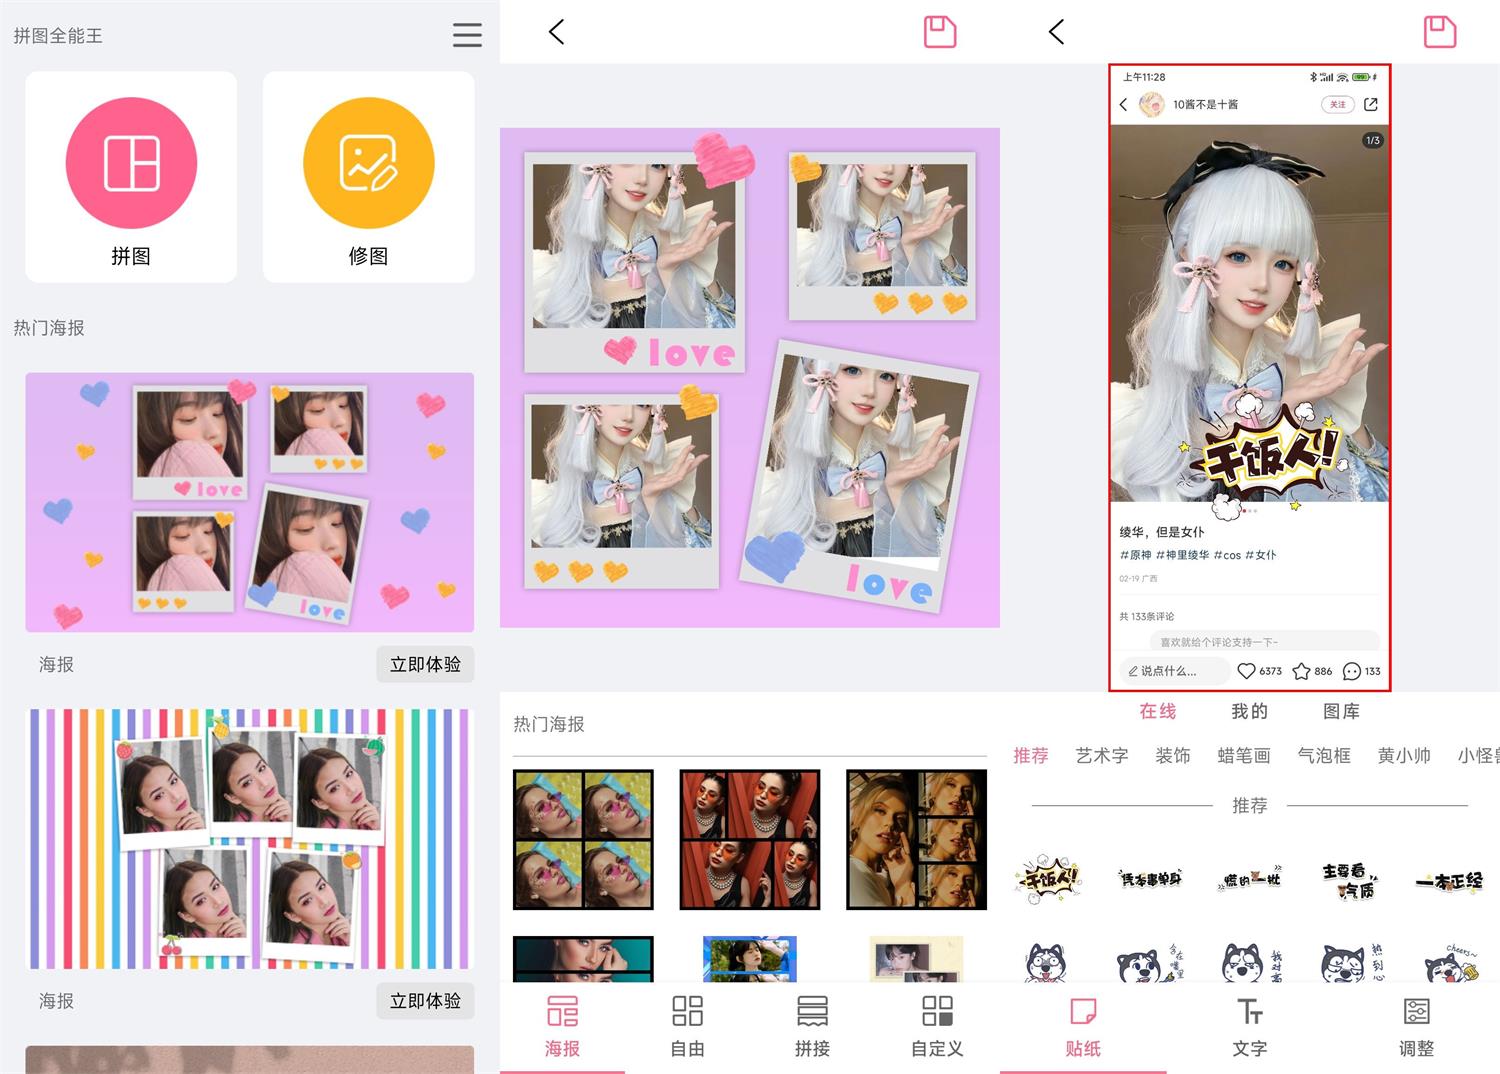 拼图全能王
拼图
修图
热门海报
love
love
海报
立即体验
海报
立即体验
love
love
热门海报
海报
自由
拼接
自定义
上午11:28
10酱不是十酱
关注
1/3
干饭人!
绫华，但是女仆
#原神 #神里绫华 #cos #女仆
02-19 广西
共 133条评论
喜欢就给个评论支持一下~
说点什么...
6373
886
133
在线
我的
图库
推荐
艺术字
装饰
蜡笔画
气泡框
黄小帅
小怪兽
推荐
干饭人!
凭本事单身
慌的一批
主要看
气质
一本正经
含在嘴里
cheers~
贴纸
文字
调整